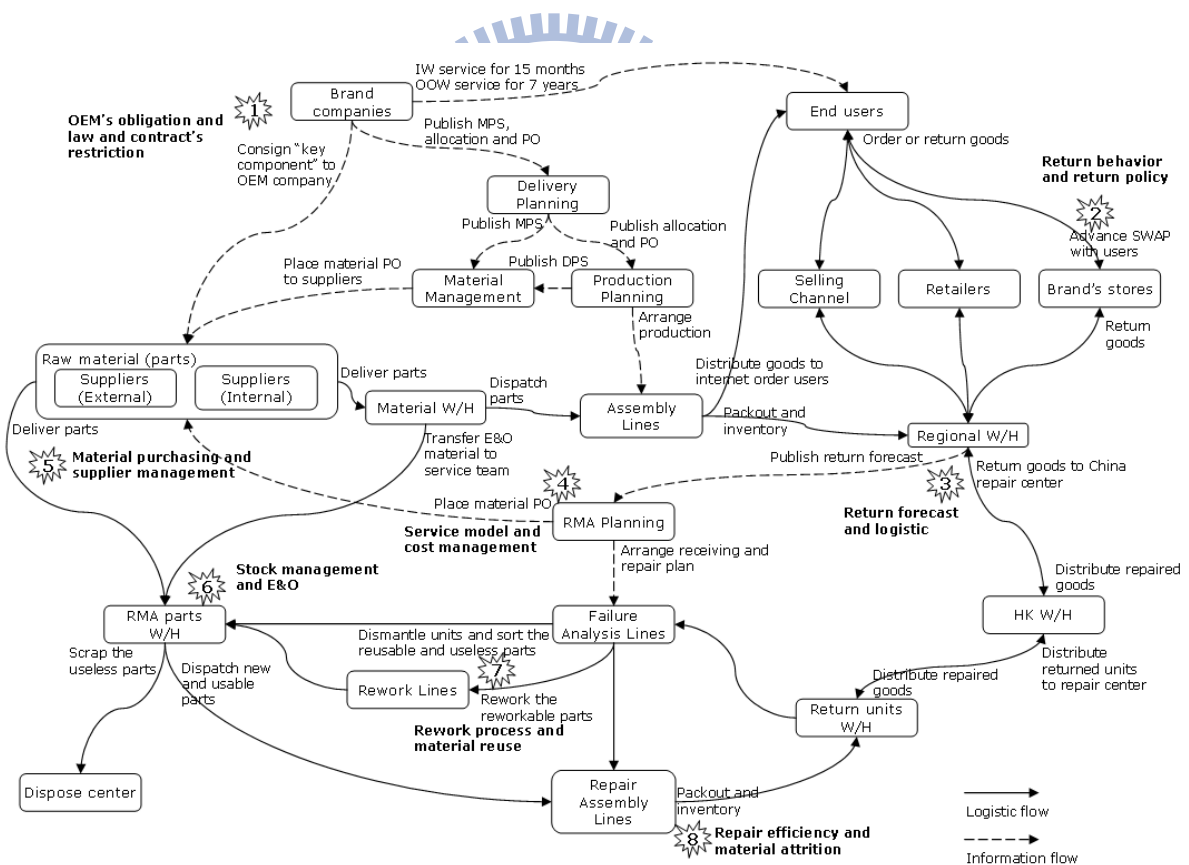 IW service for 15 months
OOW service for 7 years
Brand
companies
1
OEM's obligation and
law and contract's
restriction
End users
Publish MPS,
allocation and PO
Consign "key
component" to
OEM company
Order or return goods
Return behavior
and return policy
2
Delivery
Planning
Publish MPS
Publish allocation
and PO
Advance SWAP
with users
Place material PO
to suppliers
Publish DPS
Material
Management
Production
Planning
Selling
Channel
Retailers
Brand's stores
Arrange
production
Return
goods
Raw material (parts)
Suppliers
(External)
Suppliers
(Internal)
Deliver parts
Distribute goods to
internet order users
Dispatch
parts
Material W/H
Assembly
Lines
Packout and
inventory
Regional W/H
Deliver parts
Transfer E&O
material to
service team
5
Material purchasing and
supplier management
Publish return forecast
Return goods to China
repair center
4
3
Place material PO
RMA Planning
Return forecast
and logistic
Service model and
cost management
Arrange receiving and
repair plan
6
Stock management
and E&O
Distribute repaired
goods
RMA parts
W/H
Failure
Analysis Lines
HK W/H
Dismantle units and sort the
reusable and useless parts
Scrap the
useless parts
Dispatch new
and usable
parts
7
Rework Lines
Rework the
reworkable parts
Distribute repaired
goods
Distribute
returned units
to repair center
Return units
W/H
Rework process and
material reuse
Dispose center
Repair
Assembly
Lines
Packout and
inventory
8
Repair efficiency and
material attrition
Logistic flow
Information flow